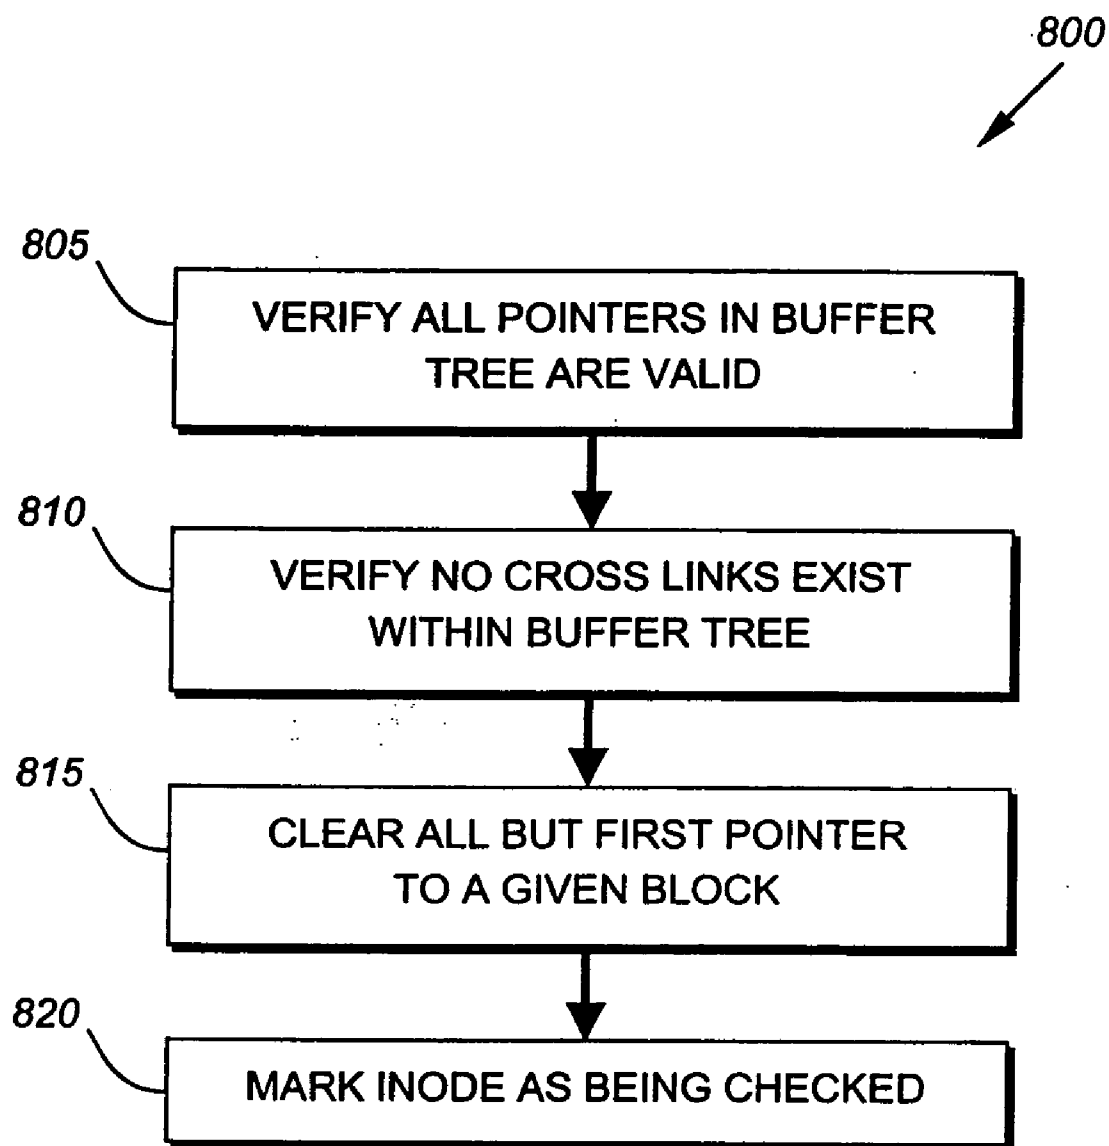 800
805
VERIFY ALL POINTERS IN BUFFER
TREE ARE VALID
810
VERIFY NO CROSS LINKS EXIST
WITHIN BUFFER TREE
815
CLEAR ALL BUT FIRST POINTER
TO A GIVEN BLOCK
820
MARK INODE AS BEING CHECKED